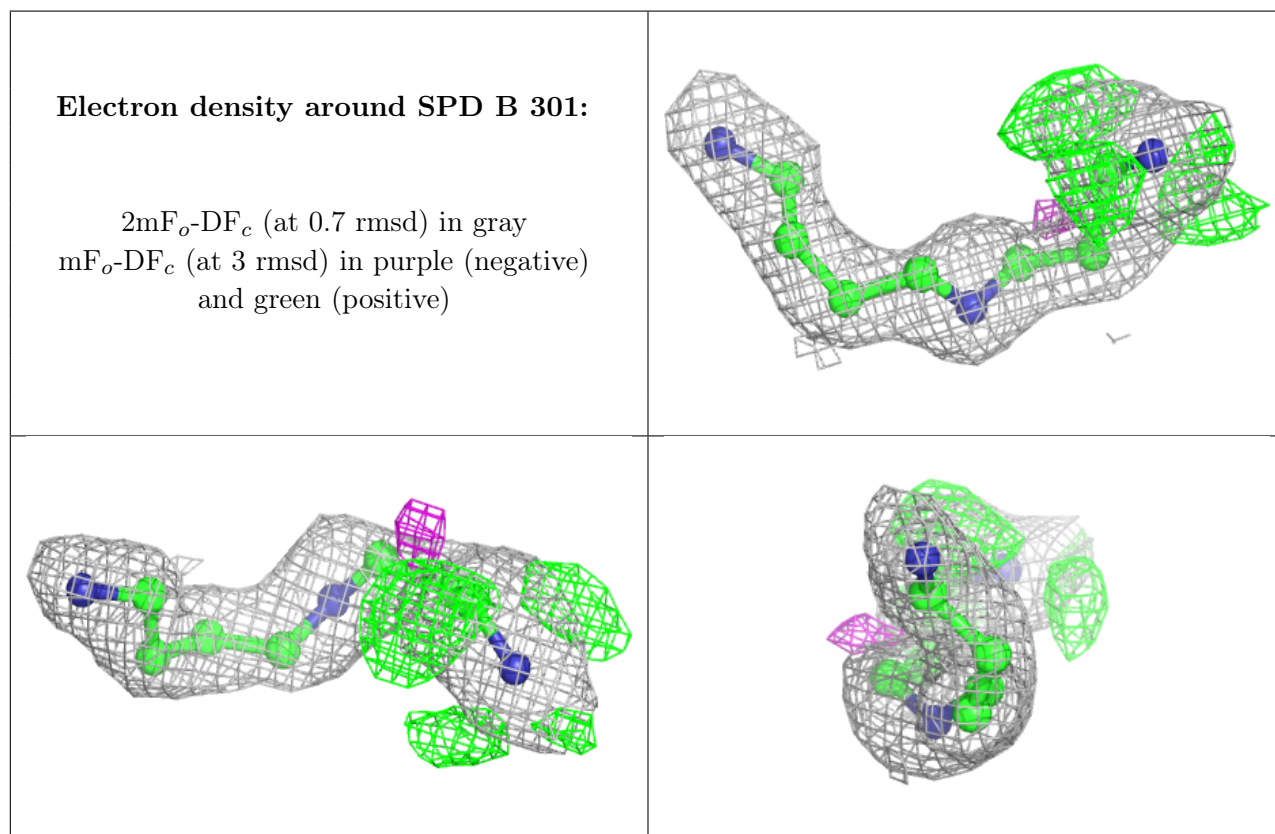 Electron density around SPD B 301:
2mFo-DFc (at 0.7 rmsd) in gray
mFo-DFc (at 3 rmsd) in purple (negative)
and green (positive)